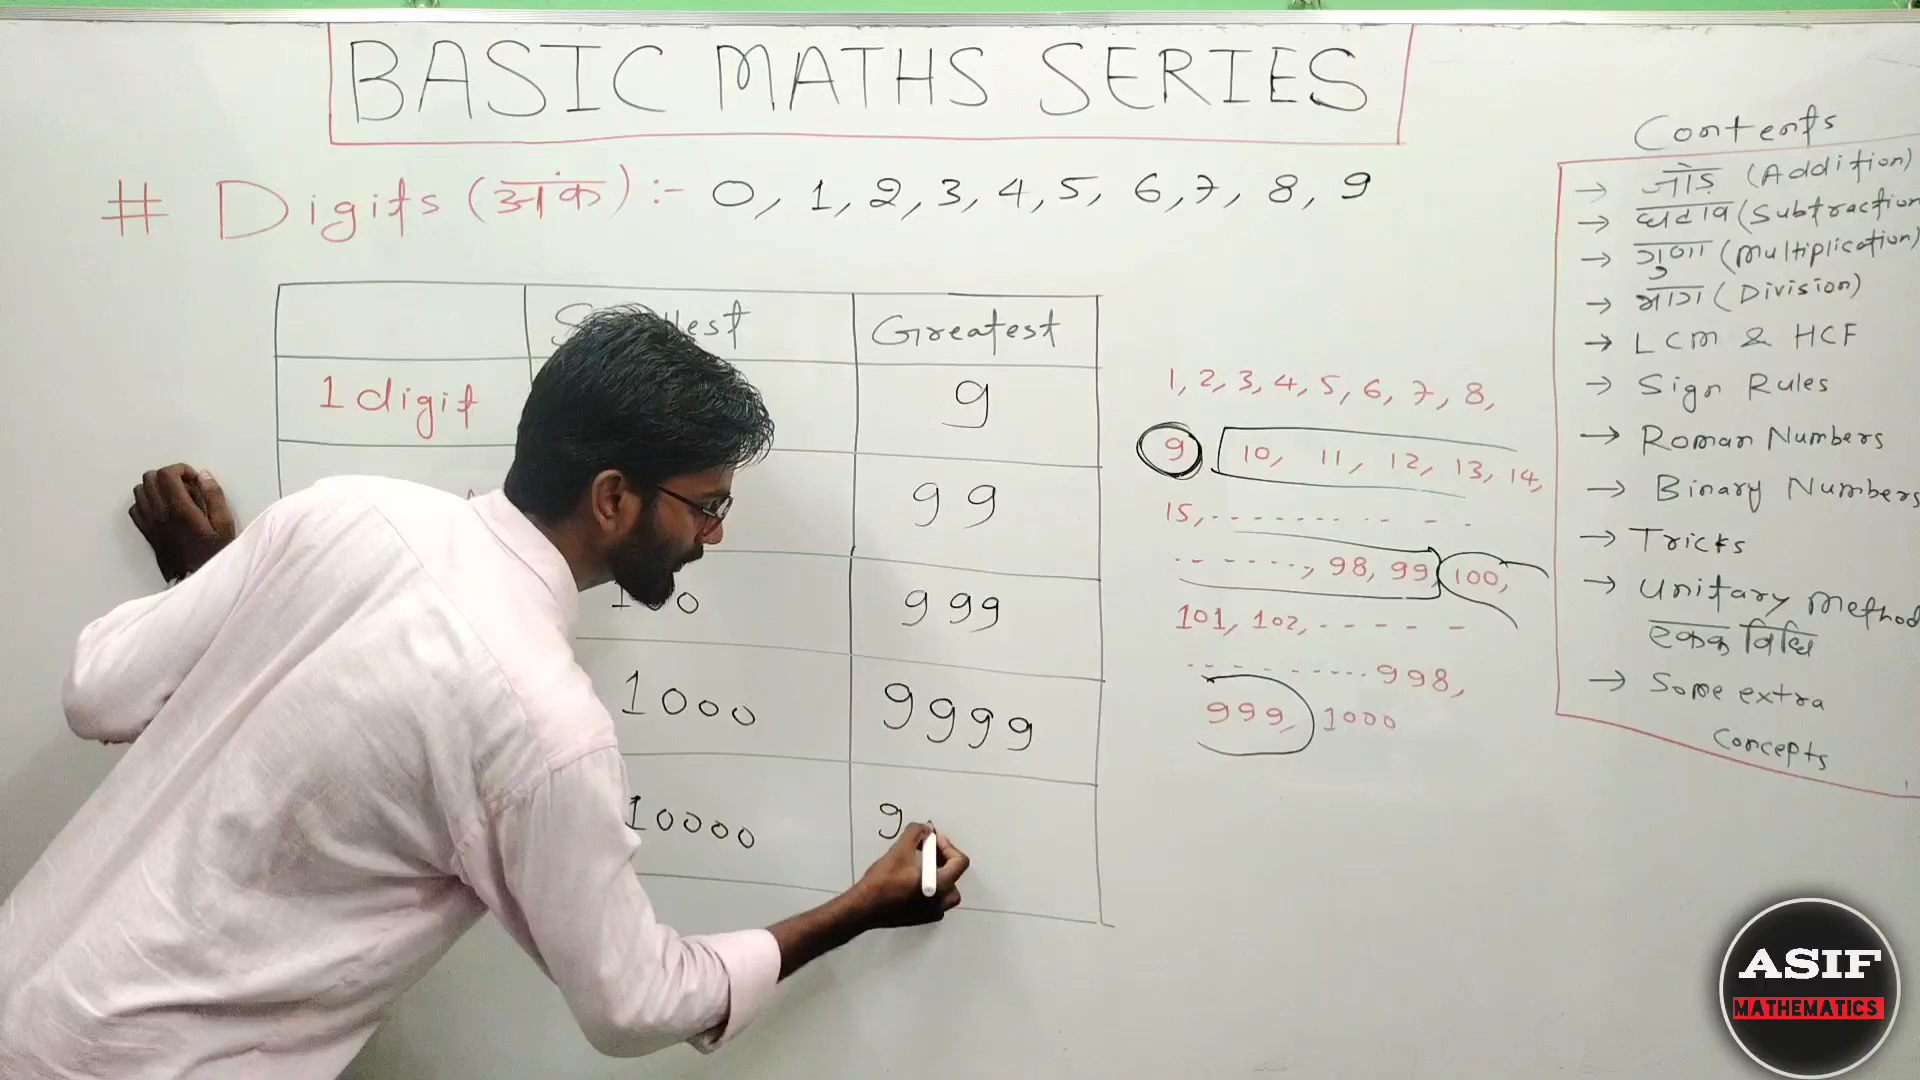 BASIC MATHS SERIES
# Digits (अंक) :- 0, 1, 2, 3, 4, 5, 6, 7, 8, 9
Greatest
1 digit 9
99
100 999
1000 9999
10000 9
1, 2, 3, 4, 5, 6, 7, 8,
9 10, 11, 12, 13, 14,
15, - - - - - - - - - - -
- - - - - - -, 98, 99, 100,
101, 102, - - - - - -
- - - - - - - - - - 998,
999, 1000
Contents
→ जोड़ (Addition)
→ घटाव (Subtraction
→ गुणा (Multiplication)
→ भाग (Division)
→ LCM & HCF
→ Sign Rules
→ Roman Numbers
→ Binary Numbers
→ Tricks
→ Unitary Method
एकक विधि
→ Some extra
concepts
ASIF
MATHEMATICS